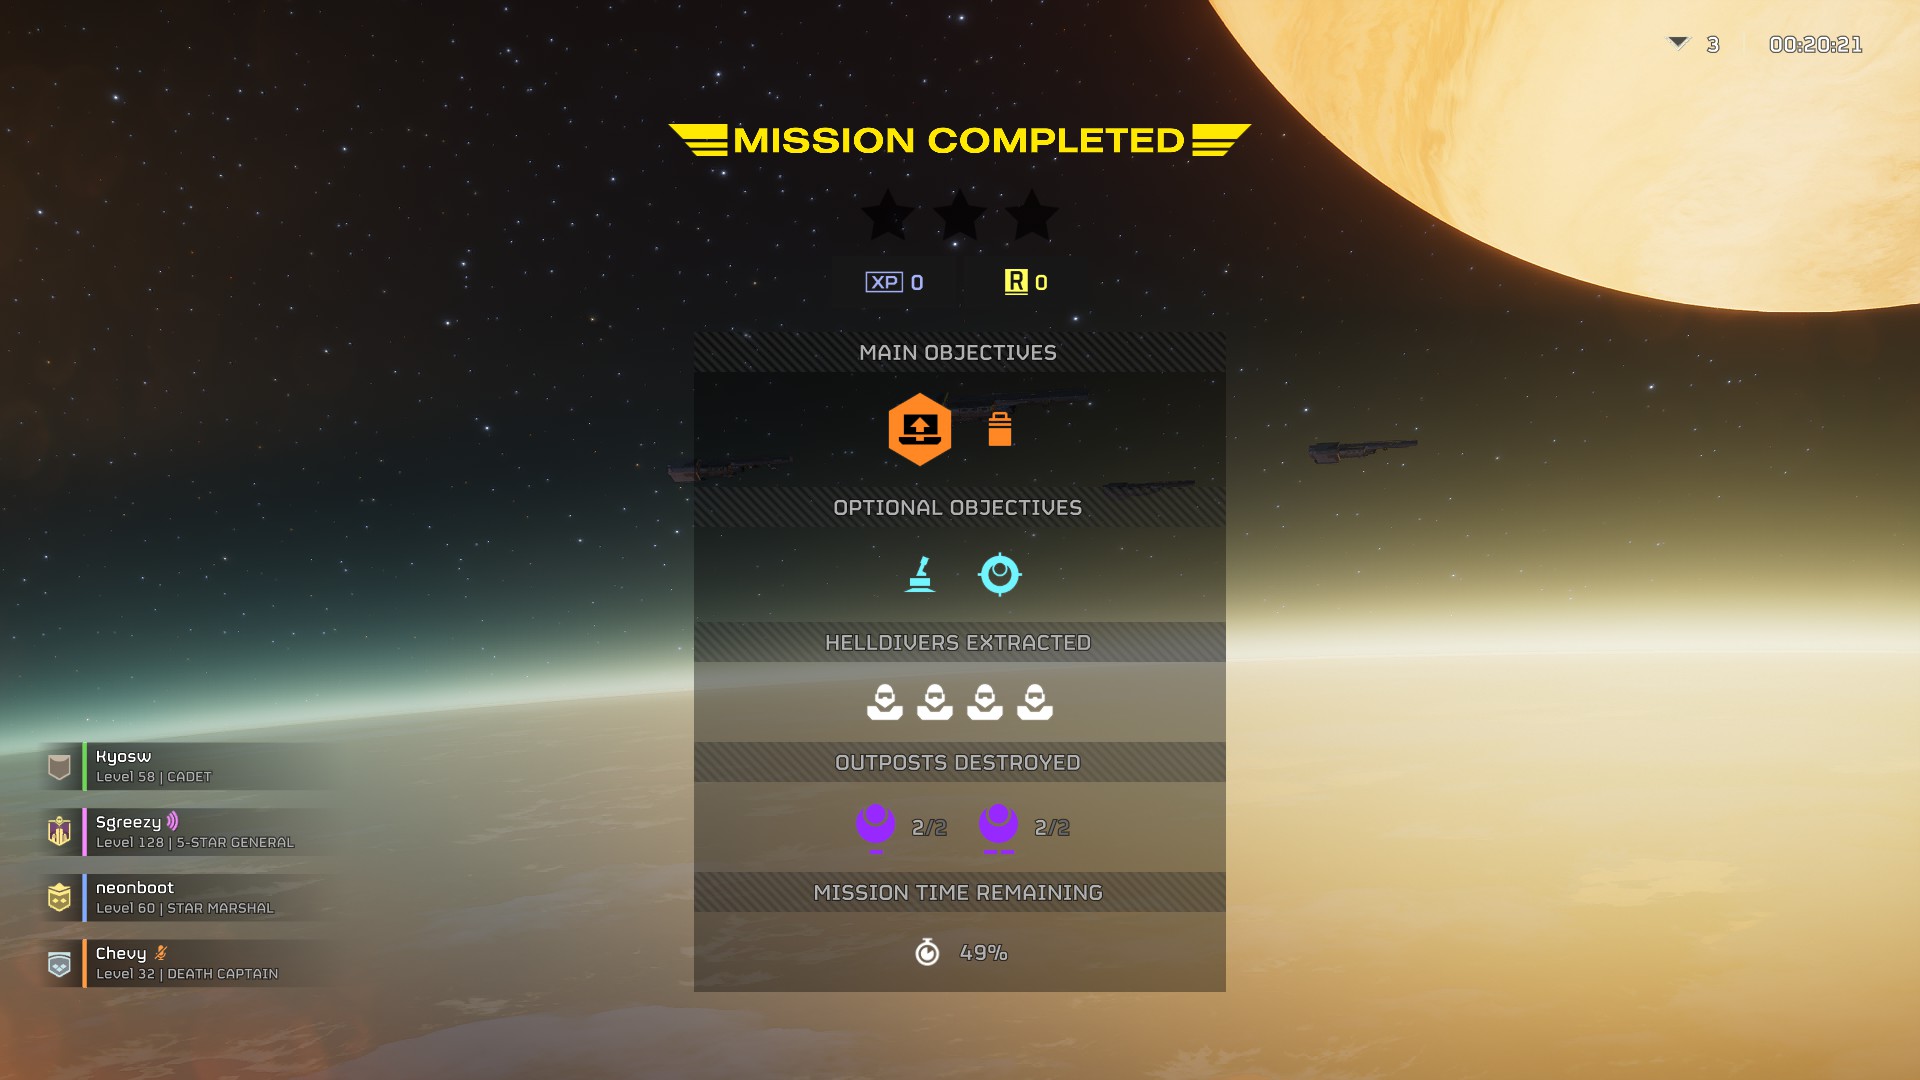 3 00:20:21
MISSION COMPLETED
XP 0 R 0
MAIN OBJECTIVES
OPTIONAL OBJECTIVES
HELLDIVERS EXTRACTED
OUTPOSTS DESTROYED
2/2 2/2
MISSION TIME REMAINING
49%
Kyosw
Level 58 | CADET
Sgreezy
Level 128 | 5-STAR GENERAL
neonboot
Level 60 | STAR MARSHAL
Chevy
Level 32 | DEATH CAPTAIN